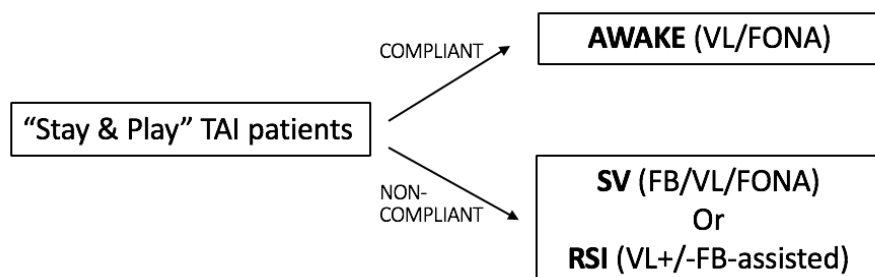 COMPLIANT
AWAKE (VL/FONA)
“Stay & Play” TAI patients
NON-
COMPLIANT
SV (FB/VL/FONA)
Or
RSI (VL+/-FB-assisted)